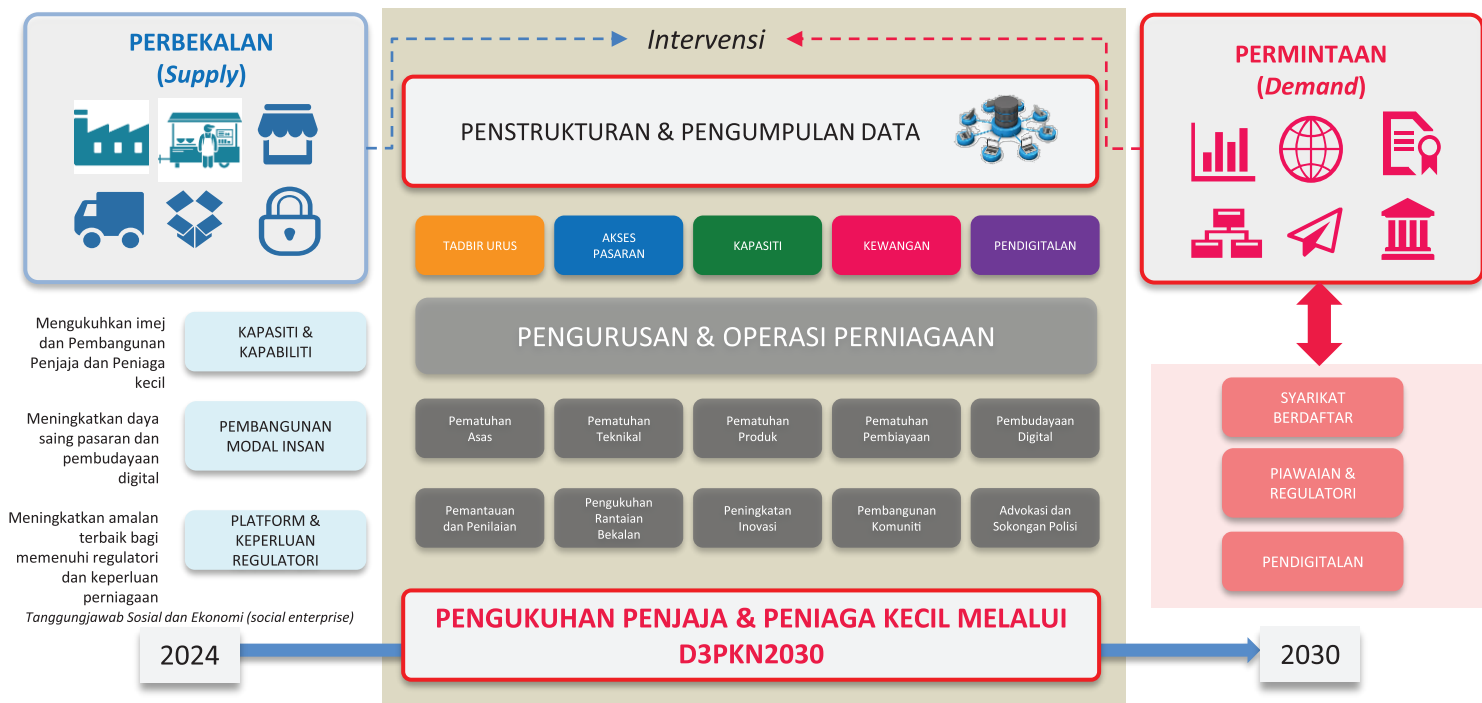 PERBEKALAN
(Supply)
Intervensi
PERMINTAAN
(Demand)
PENSTRUKTURAN & PENGUMPULAN DATA
TADBIR URUS
AKSES
PASARAN
KAPASITI
KEWANGAN
PENDIGITALAN
PENGURUSAN & OPERASI PERNIAGAAN
Mengukuhkan imej
dan Pembangunan
Penjaja dan Peniaga
kecil
KAPASITI &
KAPABILITI
Meningkatkan daya
saing pasaran dan
pembudayaan
digital
PEMBANGUNAN
MODAL INSAN
Meningkatkan amalan
terbaik bagi
memenuhi regulatori
dan keperluan
perniagaan
PLATFORM &
KEPERLUAN
REGULATORI
Tanggungjawab Sosial dan Ekonomi (social enterprise)
Pematuhan
Asas
Pematuhan
Teknikal
Pematuhan
Produk
Pematuhan
Pembiayaan
Pembudayaan
Digital
Pemantauan
dan Penilaian
Pengukuhan
Rantaian
Bekalan
Peningkatan
Inovasi
Pembangunan
Komuniti
Advokasi dan
Sokongan Polisi
SYARIKAT
BERDAFTAR
PIAWAIAN &
REGULATORI
PENDIGITALAN
2024
PENGUKUHAN PENJAJA & PENIAGA KECIL MELALUI
D3PKN2030
2030